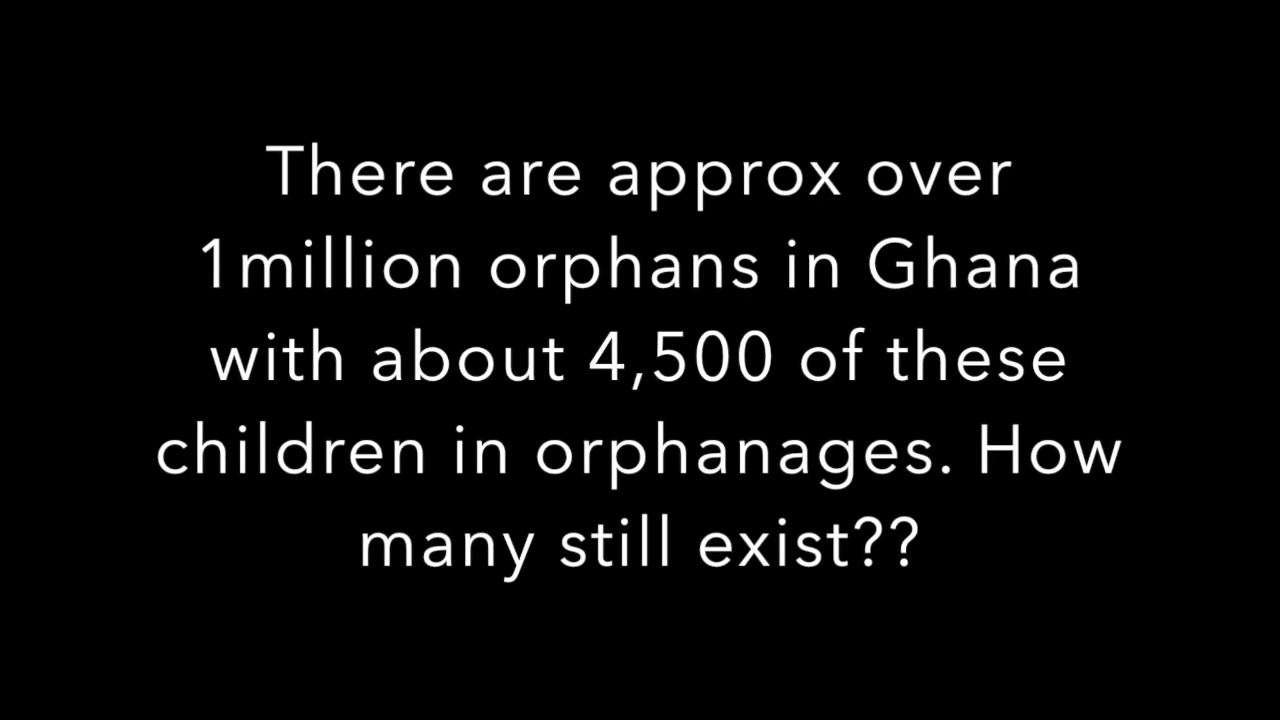 There are approx over
1million orphans in Ghana
with about 4,500 of these
children in orphanages. How
many still exist??